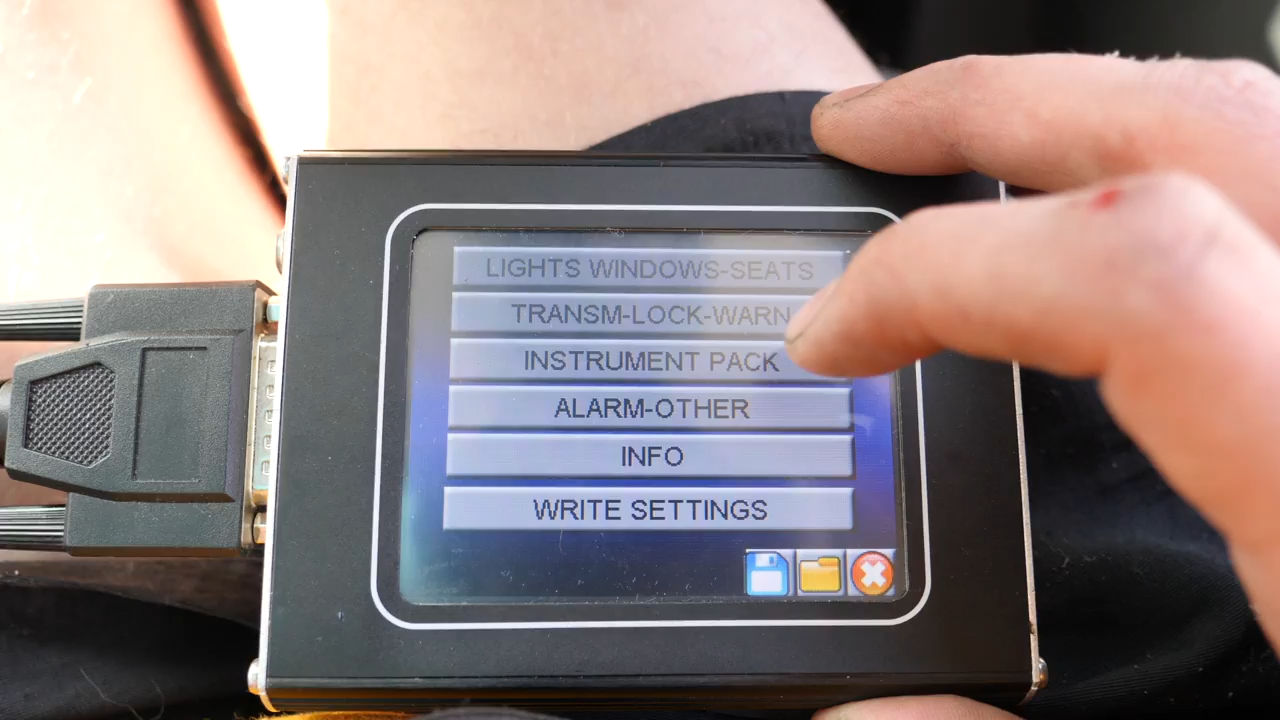 LIGHTS WINDOWS-SEATS
TRANSM-LOCK-WARN
INSTRUMENT PACK
ALARM-OTHER
INFO
WRITE SETTINGS